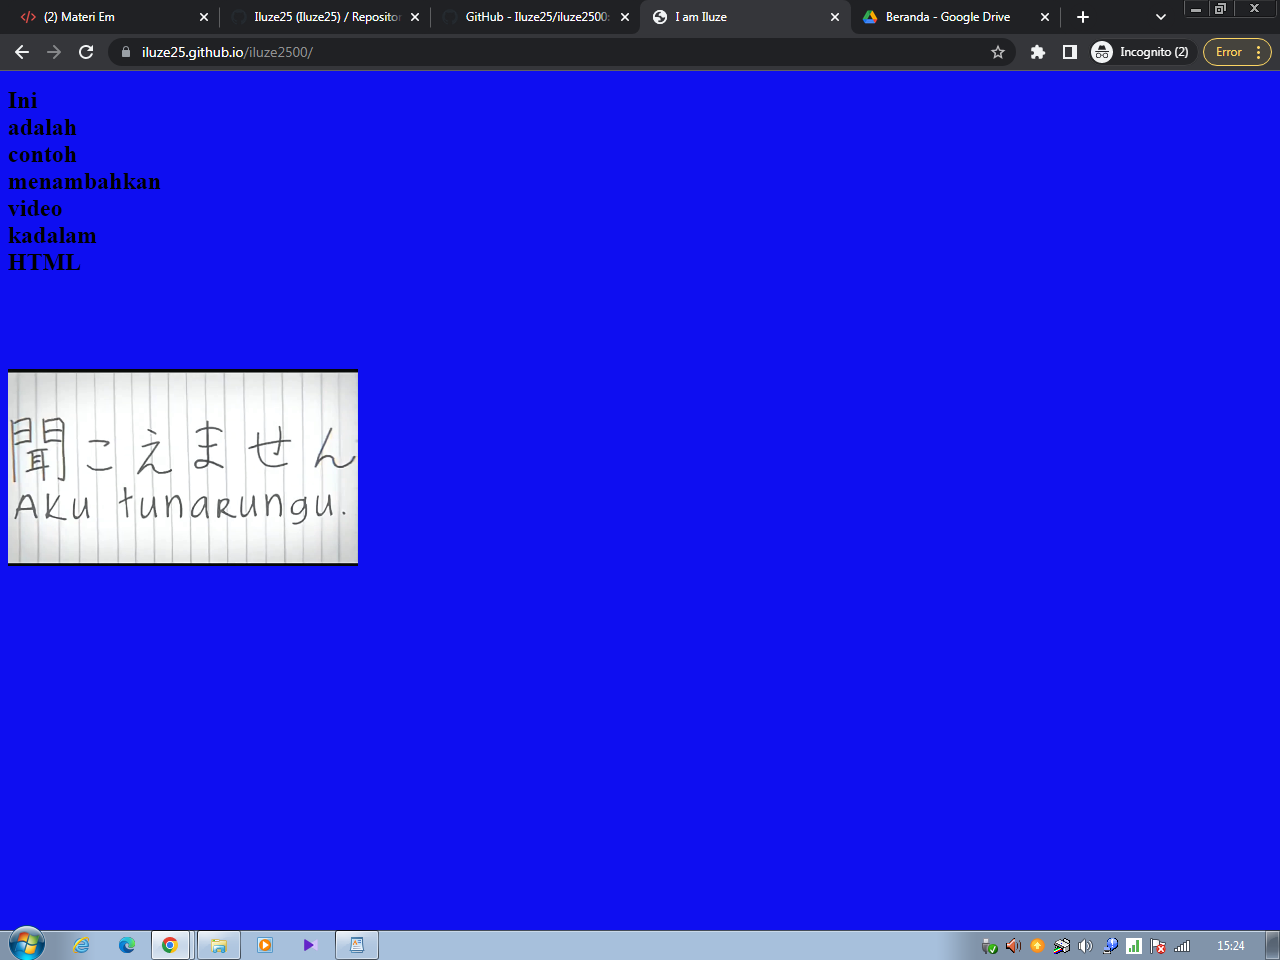 (2) Materi Em
Iluze25 (Iluze25) / Repositor
GitHub - Iluze25/iluze2500:
I am Iluze
Beranda - Google Drive
iluze25.github.io/iluze2500/
Incognito (2)
Error
Ini
adalah
contoh
menambahkan
video
kadalam
HTML
聞こえません
Aku tunarungu.
15:24